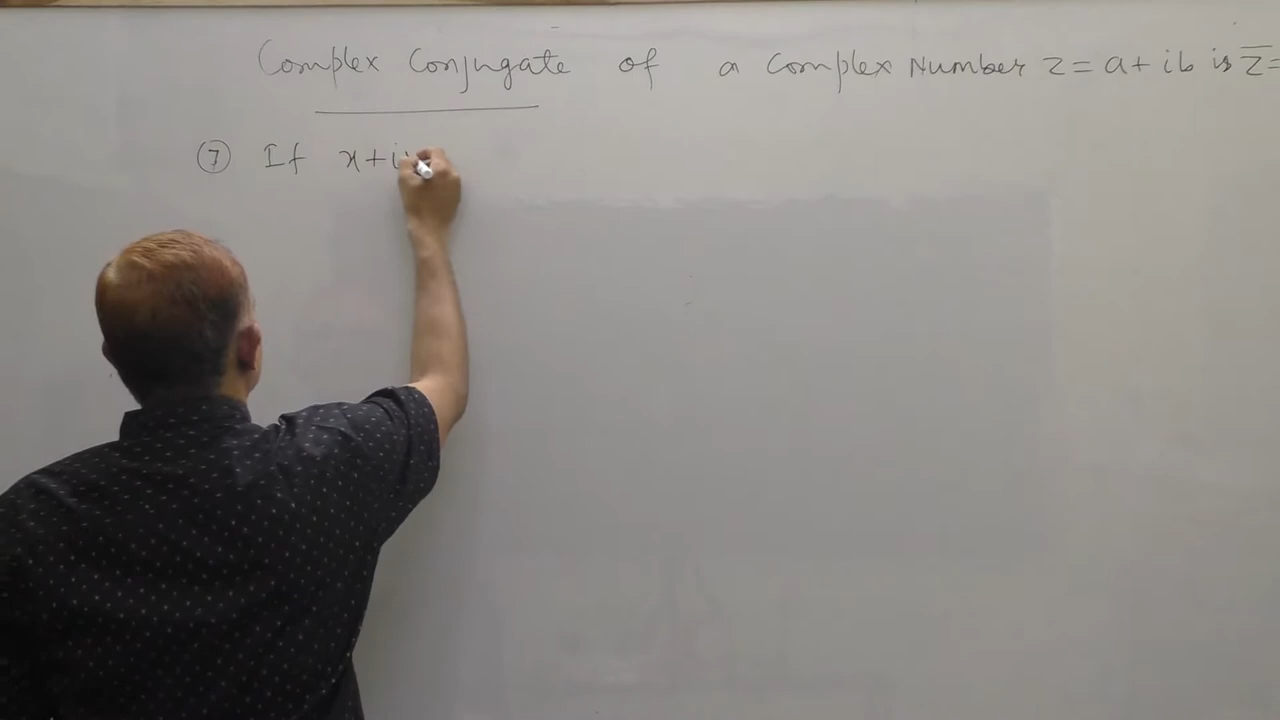 Complex Conjugate of a Complex Number z = a + ib is z̅ =
⑦ If x + i